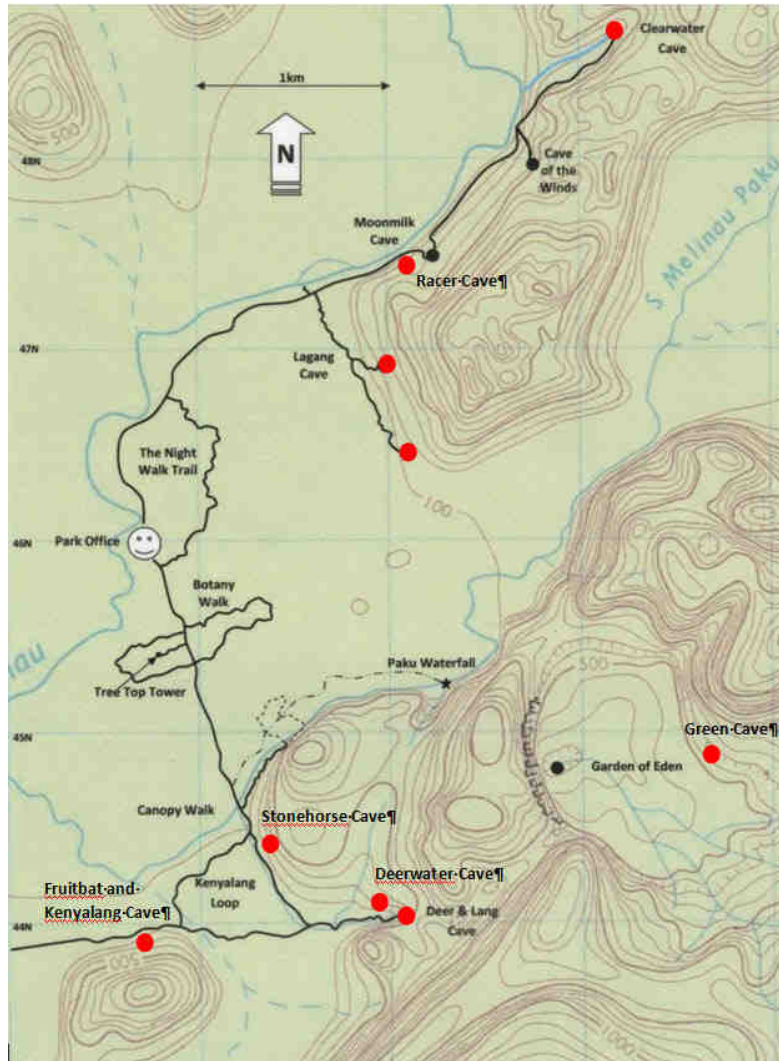 Clearwater
Cave
1km
500
N
48N
Cave
of the
Winds
Moonmilk
Cave
S Melinau Paku
Racer·Cave¶
47N
Lagang
Cave
The Night
Walk Trail
100
46N
Park Office
Botany
Walk
nau
Paku Waterfall
500
Tree Top Tower
45N
Green·Cave¶
Garden of Eden
Canopy Walk
Stonehorse·Cave¶
Deerwater·Cave¶
Fruitbat·and·
Kenyalang·Cave¶
Kenyalang
Loop
Deer & Lang
Cave
44N
500
1000